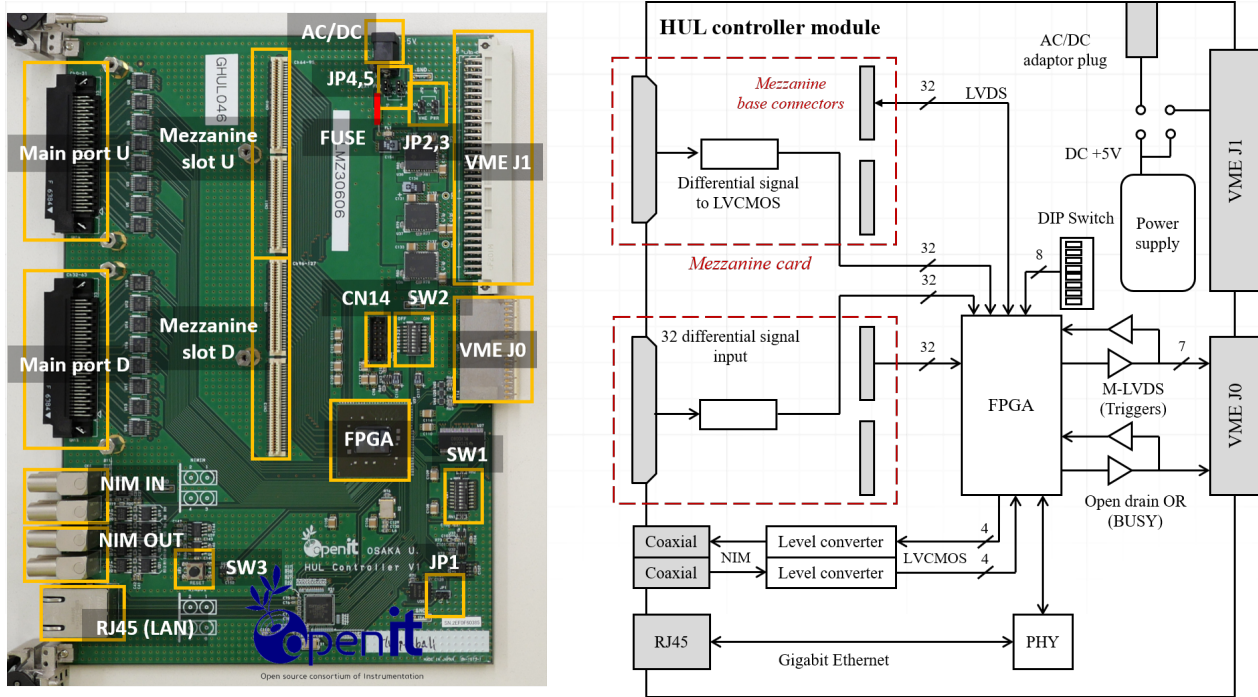 AC/DC
5V
JP4,5
GHUL046
Main port U
Mezzanine
slot U
FUSE
MZ30606
JP2,3
VME J1
CN14
SW2
Main port D
Mezzanine
slot D
VME J0
FPGA
SW1
NIM IN
NIM OUT
SW3
RESET
openit OSAKA U.
HUL Controller V1
JP1
RJ45 (LAN)
openit
Open source consortium of Instrumentation
HUL controller module
AC/DC
adaptor plug
Mezzanine
base connectors
32
LVDS
Differential signal
to LVCMOS
DC +5V
VME J1
DIP Switch
Power
supply
8
Mezzanine card
32
32
32 differential signal
input
32
FPGA
7
M-LVDS
(Triggers)
VME J0
Open drain OR
(BUSY)
Coaxial
NIM
Level converter
LVCMOS
4
Coaxial
Level converter
4
RJ45
Gigabit Ethernet
PHY